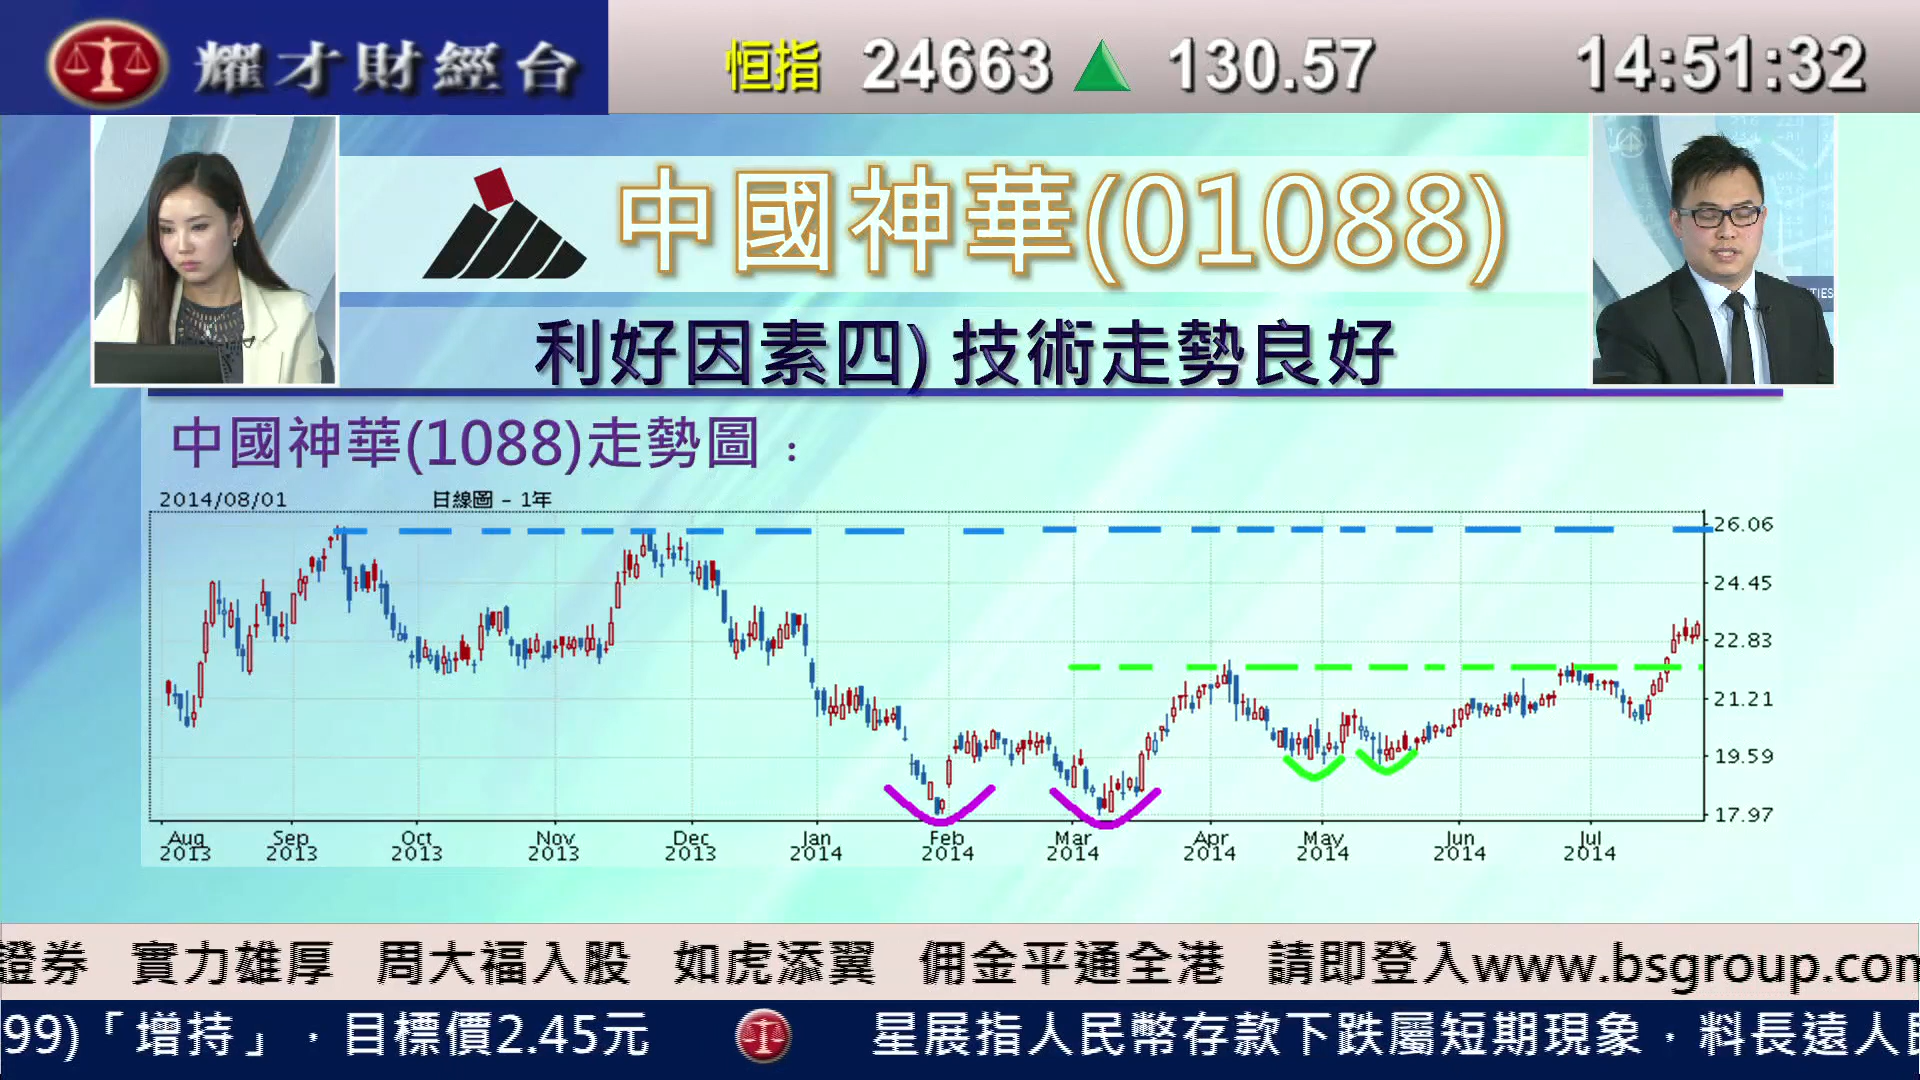 耀才財經台
恒指 24663 ▲ 130.57 14:51:32
中國神華(01088)
利好因素四) 技術走勢良好
中國神華(1088)走勢圖：
2014/08/01 日線圖 - 1年
26.06
24.45
22.83
21.21
19.59
17.97
Aug Sep Oct Nov Dec Jan Feb Mar Apr May Jun Jul
2013 2013 2013 2013 2013 2014 2014 2014 2014 2014 2014 2014
證券 實力雄厚 周大福入股 如虎添翼 佣金平通全港 請即登入www.bsgroup.com
99)「增持」，目標價2.45元 星展指人民幣存款下跌屬短期現象，料長遠人民